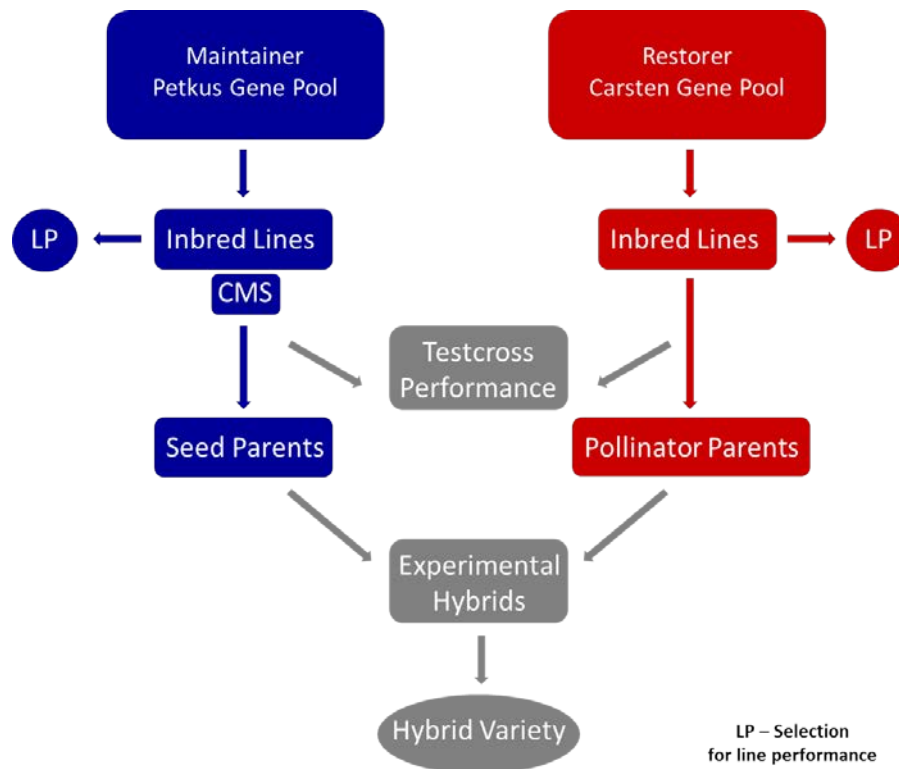 Maintainer
Petkus Gene Pool
Restorer
Carsten Gene Pool
LP
Inbred Lines
Inbred Lines
LP
CMS
Testcross
Performance
Seed Parents
Pollinator Parents
Experimental
Hybrids
Hybrid Variety
LP – Selection
for line performance